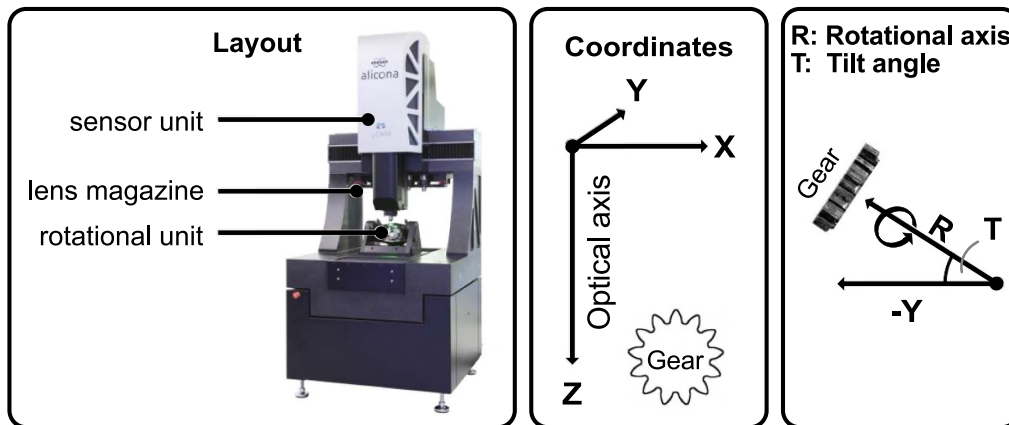 Layout
alicona
sensor unit
lens magazine
rotational unit
Coordinates
Y
X
Optical axis
Z
Gear
R: Rotational axis
T: Tilt angle
Gear
R
T
-Y